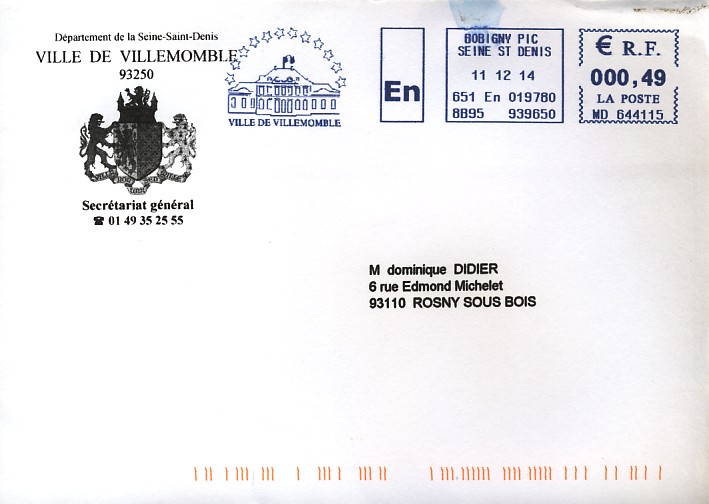 Département de la Seine-Saint-Denis
VILLE DE VILLEMOMBLE
93250
Secrétariat général
☎ 01 49 35 25 55
VILLE DE VILLEMOMBLE
En
BOBIGNY PIC
SEINE ST DENIS
11 12 14
651 En 019780
8B95 939650
€ R.F.
000,49
LA POSTE
MD 644115
M dominique DIDIER
6 rue Edmond Michelet
93110 ROSNY SOUS BOIS